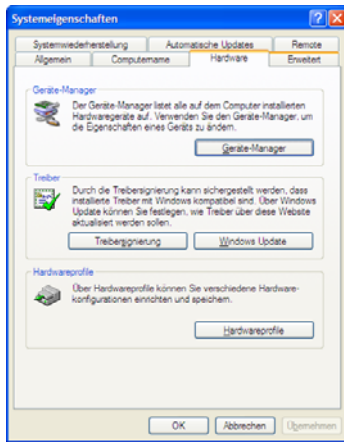 Systemeigenschaften
Systemwiederherstellung Automatische Updates Remote
Allgemein Computername Hardware Erweitert
Geräte-Manager
Der Geräte-Manager listet alle auf dem Computer installierten
Hardwaregeräte auf. Verwenden Sie den Geräte-Manager, um
die Eigenschaften eines Geräts zu ändern.
Geräte-Manager
Treiber
Durch die Treibersignierung kann sichergestellt werden, dass
installierte Treiber mit Windows kompatibel sind. Über Windows
Update können Sie festlegen, wie Treiber über diese Website
aktualisiert werden sollen.
Treibersignierung Windows Update
Hardwareprofile
Über Hardwareprofile können Sie verschiedene Hardware-
konfigurationen einrichten und speichern.
Hardwareprofile
OK Abbrechen Übernehmen